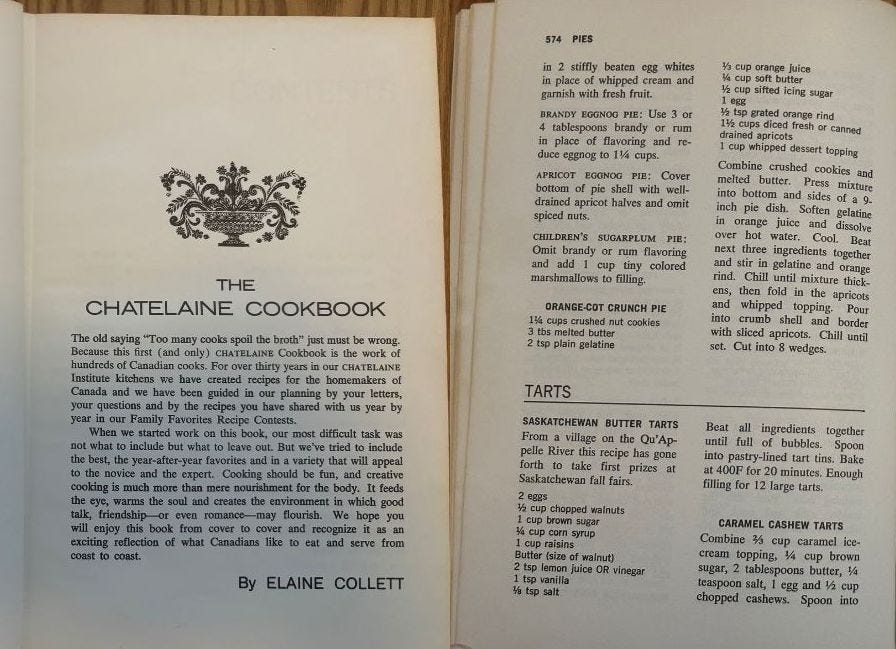 THE
CHATELAINE COOKBOOK
The old saying "Too many cooks spoil the broth" just must be wrong.
Because this first (and only) CHATELAINE Cookbook is the work of
hundreds of Canadian cooks. For over thirty years in our CHATELAINE
Institute kitchens we have created recipes for the homemakers of
Canada and we have been guided in our planning by your letters,
your questions and by the recipes you have shared with us year by
year in our Family Favorites Recipe Contests.
When we started work on this book, our most difficult task was
not what to include but what to leave out. But we've tried to include
the best, the year-after-year favorites and in a variety that will appeal
to the novice and the expert. Cooking should be fun, and creative
cooking is much more than mere nourishment for the body. It feeds
the eye, warms the soul and creates the environment in which good
talk, friendship—or even romance—may flourish. We hope you
will enjoy this book from cover to cover and recognize it as an
exciting reflection of what Canadians like to eat and serve from
coast to coast.
By ELAINE COLLETT
574 PIES
in 2 stiffly beaten egg whites
in place of whipped cream and
garnish with fresh fruit.
BRANDY EGGNOG PIE: Use 3 or
4 tablespoons brandy or rum
in place of flavoring and re-
duce eggnog to 1¼ cups.
APRICOT EGGNOG PIE: Cover
bottom of pie shell with well-
drained apricot halves and omit
spiced nuts.
CHILDREN'S SUGARPLUM PIE:
Omit brandy or rum flavoring
and add 1 cup tiny colored
marshmallows to filling.
ORANGE-COT CRUNCH PIE
1¼ cups crushed nut cookies
3 tbs melted butter
2 tsp plain gelatine
⅓ cup orange juice
¼ cup soft butter
½ cup sifted icing sugar
1 egg
½ tsp grated orange rind
1½ cups diced fresh or canned
drained apricots
1 cup whipped dessert topping
Combine crushed cookies and
melted butter. Press mixture
into bottom and sides of a 9-
inch pie dish. Soften gelatine
in orange juice and dissolve
over hot water. Cool. Beat
next three ingredients together
and stir in gelatine and orange
rind. Chill until mixture thick-
ens, then fold in the apricots
and whipped topping. Pour
into crumb shell and border
with sliced apricots. Chill until
set. Cut into 8 wedges.
TARTS
SASKATCHEWAN BUTTER TARTS
From a village on the Qu'Ap-
pelle River this recipe has gone
forth to take first prizes at
Saskatchewan fall fairs.
2 eggs
½ cup chopped walnuts
1 cup brown sugar
¼ cup corn syrup
1 cup raisins
Butter (size of walnut)
2 tsp lemon juice OR vinegar
1 tsp vanilla
⅛ tsp salt
Beat all ingredients together
until full of bubbles. Spoon
into pastry-lined tart tins. Bake
at 400F for 20 minutes. Enough
filling for 12 large tarts.
CARAMEL CASHEW TARTS
Combine ⅔ cup caramel ice-
cream topping, ¼ cup brown
sugar, 2 tablespoons butter, ¼
teaspoon salt, 1 egg and ½ cup
chopped cashews. Spoon into